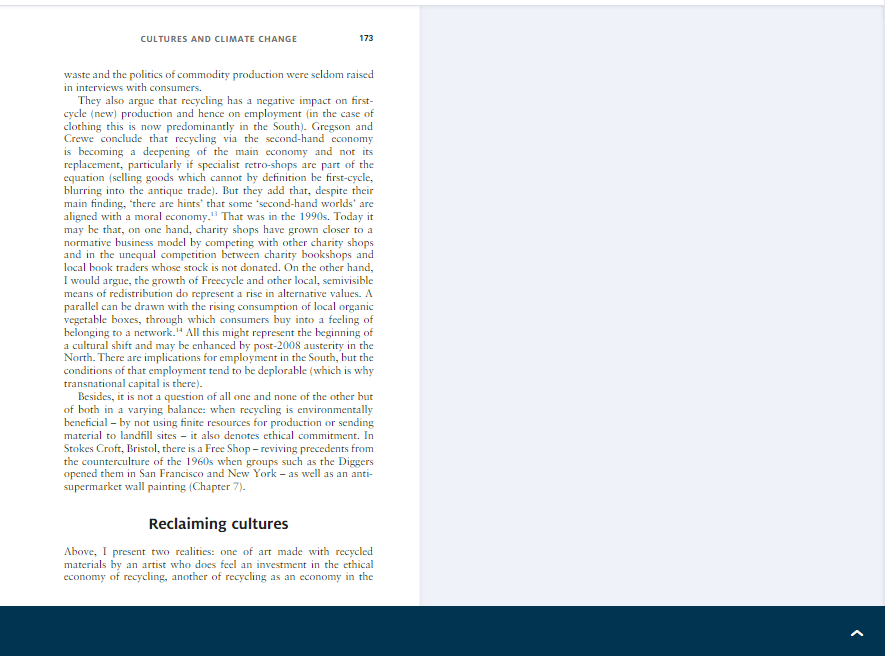 CULTURES AND CLIMATE CHANGE 173
waste and the politics of commodity production were seldom raised
in interviews with consumers.
They also argue that recycling has a negative impact on first-
cycle (new) production and hence on employment (in the case of
clothing this is now predominantly in the South). Gregson and
Crewe conclude that recycling via the second-hand economy
is becoming a deepening of the main economy and not its
replacement, particularly if specialist retro-shops are part of the
equation (selling goods which cannot by definition be first-cycle,
blurring into the antique trade). But they add that, despite their
main finding, ‘there are hints’ that some ‘second-hand worlds’ are
aligned with a moral economy.¹³ That was in the 1990s. Today it
may be that, on one hand, charity shops have grown closer to a
normative business model by competing with other charity shops
and in the unequal competition between charity bookshops and
local book traders whose stock is not donated. On the other hand,
I would argue, the growth of Freecycle and other local, semivisible
means of redistribution do represent a rise in alternative values. A
parallel can be drawn with the rising consumption of local organic
vegetable boxes, through which consumers buy into a feeling of
belonging to a network.¹⁴ All this might represent the beginning of
a cultural shift and may be enhanced by post-2008 austerity in the
North. There are implications for employment in the South, but the
conditions of that employment tend to be deplorable (which is why
transnational capital is there).
Besides, it is not a question of all one and none of the other but
of both in a varying balance: when recycling is environmentally
beneficial – by not using finite resources for production or sending
material to landfill sites – it also denotes ethical commitment. In
Stokes Croft, Bristol, there is a Free Shop – reviving precedents from
the counterculture of the 1960s when groups such as the Diggers
opened them in San Francisco and New York – as well as an anti-
supermarket wall painting (Chapter 7).
Reclaiming cultures
Above, I present two realities: one of art made with recycled
materials by an artist who does feel an investment in the ethical
economy of recycling, another of recycling as an economy in the